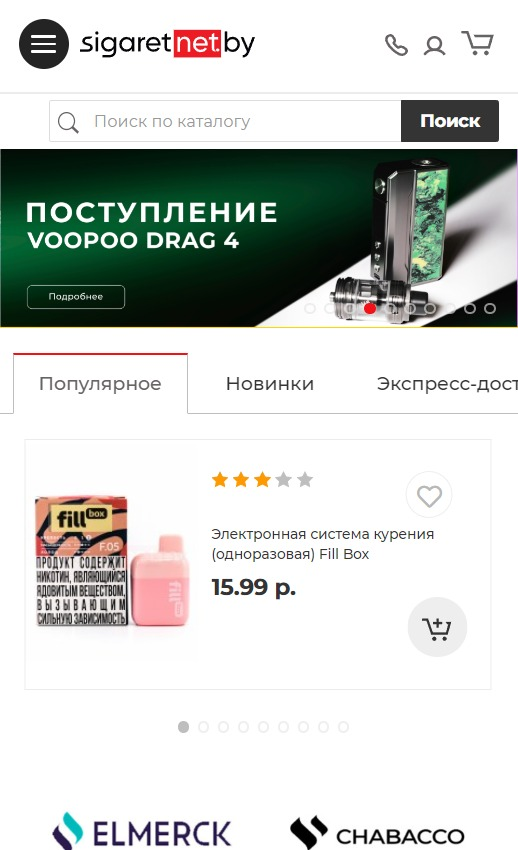 sigaretnet.by
Поиск по каталогу
Поиск
ПОСТУПЛЕНИЕ
VOOPOO DRAG 4
Подробнее
Популярное
Новинки
Экспресс-дост
fill box
F.05
ПРОДУКТ СОДЕРЖИТ
НИКОТИН, ЯВЛЯЮЩИЙСЯ
ЯДОВИТЫМ ВЕЩЕСТВОМ,
ВЫЗЫВАЮЩИМ
СИЛЬНУЮ ЗАВИСИМОСТЬ
fill
Электронная система курения
(одноразовая) Fill Box
15.99 р.
ELMERCK
CHABACCO